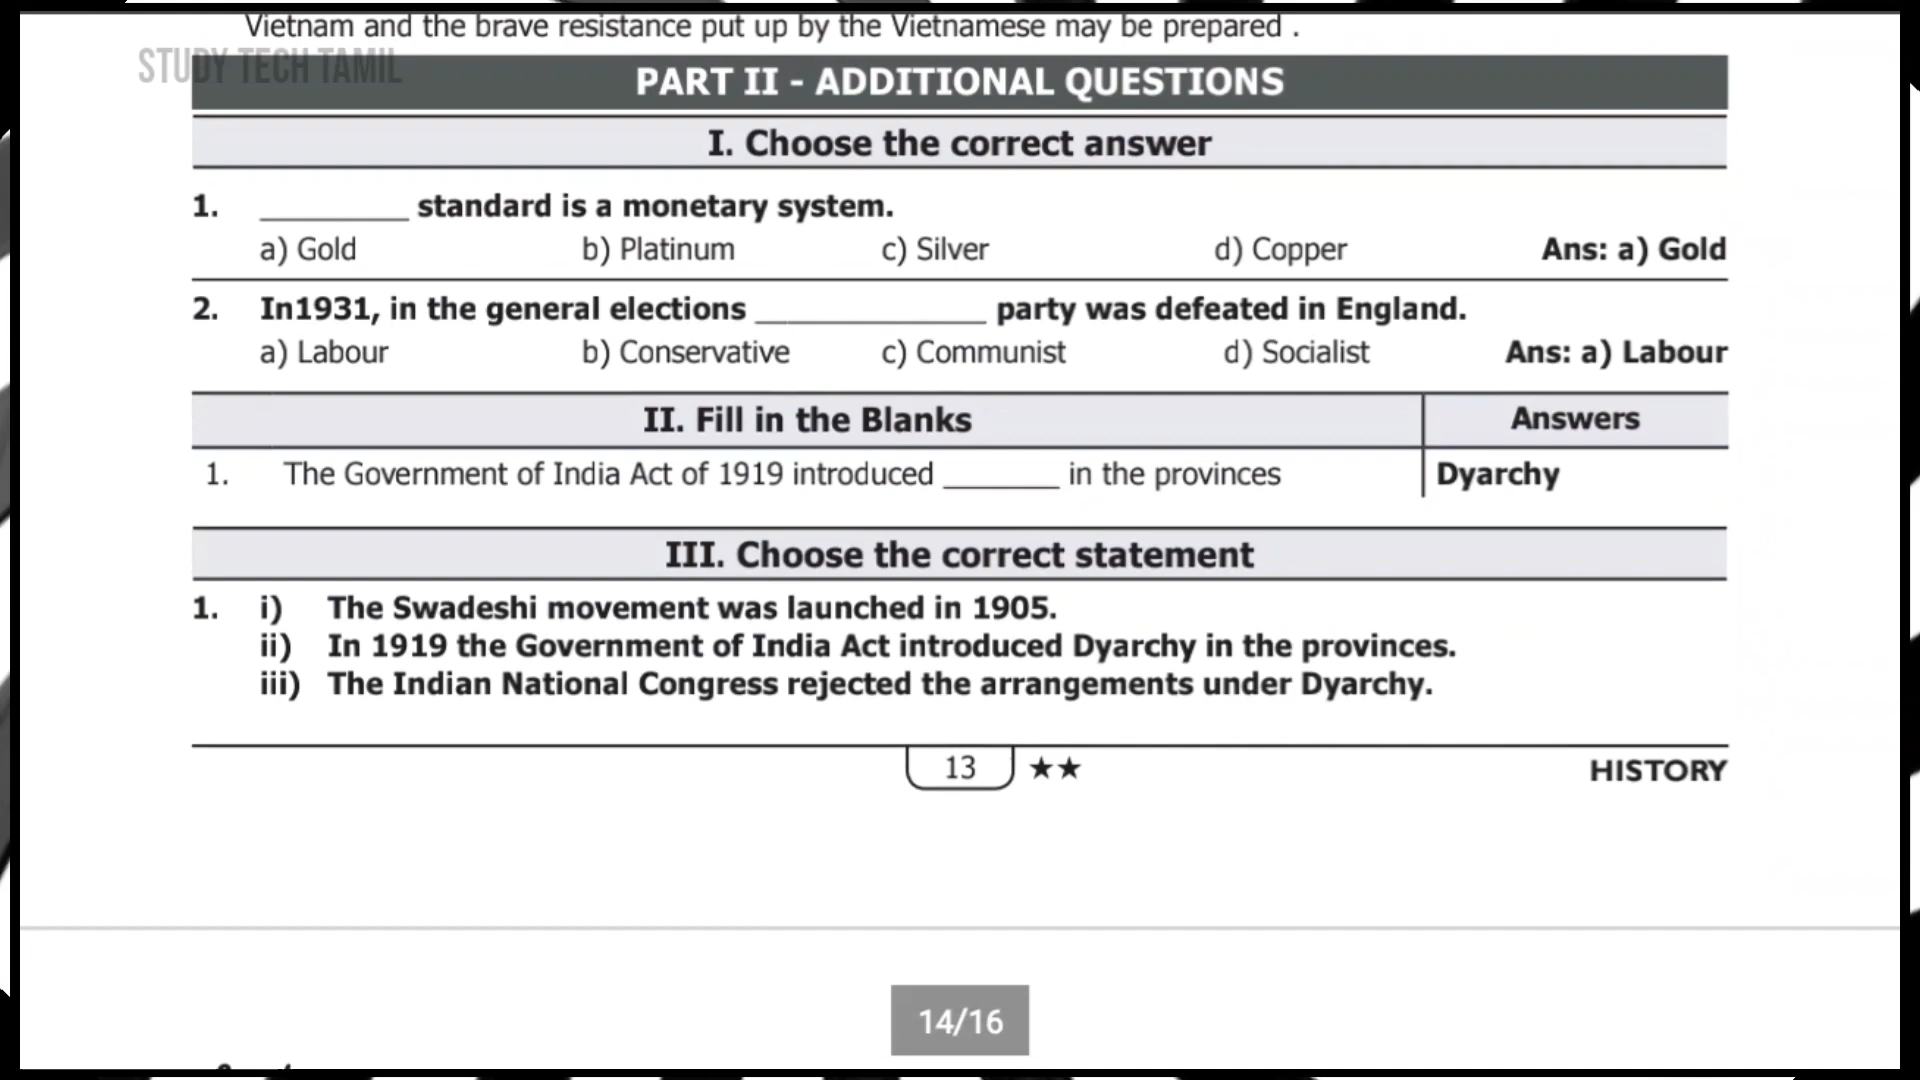 Vietnam and the brave resistance put up by the Vietnamese may be prepared .
STUDY TECH TAMIL
PART II - ADDITIONAL QUESTIONS
I. Choose the correct answer
1. _________ standard is a monetary system.
a) Gold b) Platinum c) Silver d) Copper Ans: a) Gold
2. In1931, in the general elections ______________ party was defeated in England.
a) Labour b) Conservative c) Communist d) Socialist Ans: a) Labour
II. Fill in the Blanks Answers
1. The Government of India Act of 1919 introduced _______ in the provinces Dyarchy
III. Choose the correct statement
1. i) The Swadeshi movement was launched in 1905.
ii) In 1919 the Government of India Act introduced Dyarchy in the provinces.
iii) The Indian National Congress rejected the arrangements under Dyarchy.
13 ★★ HISTORY
14/16